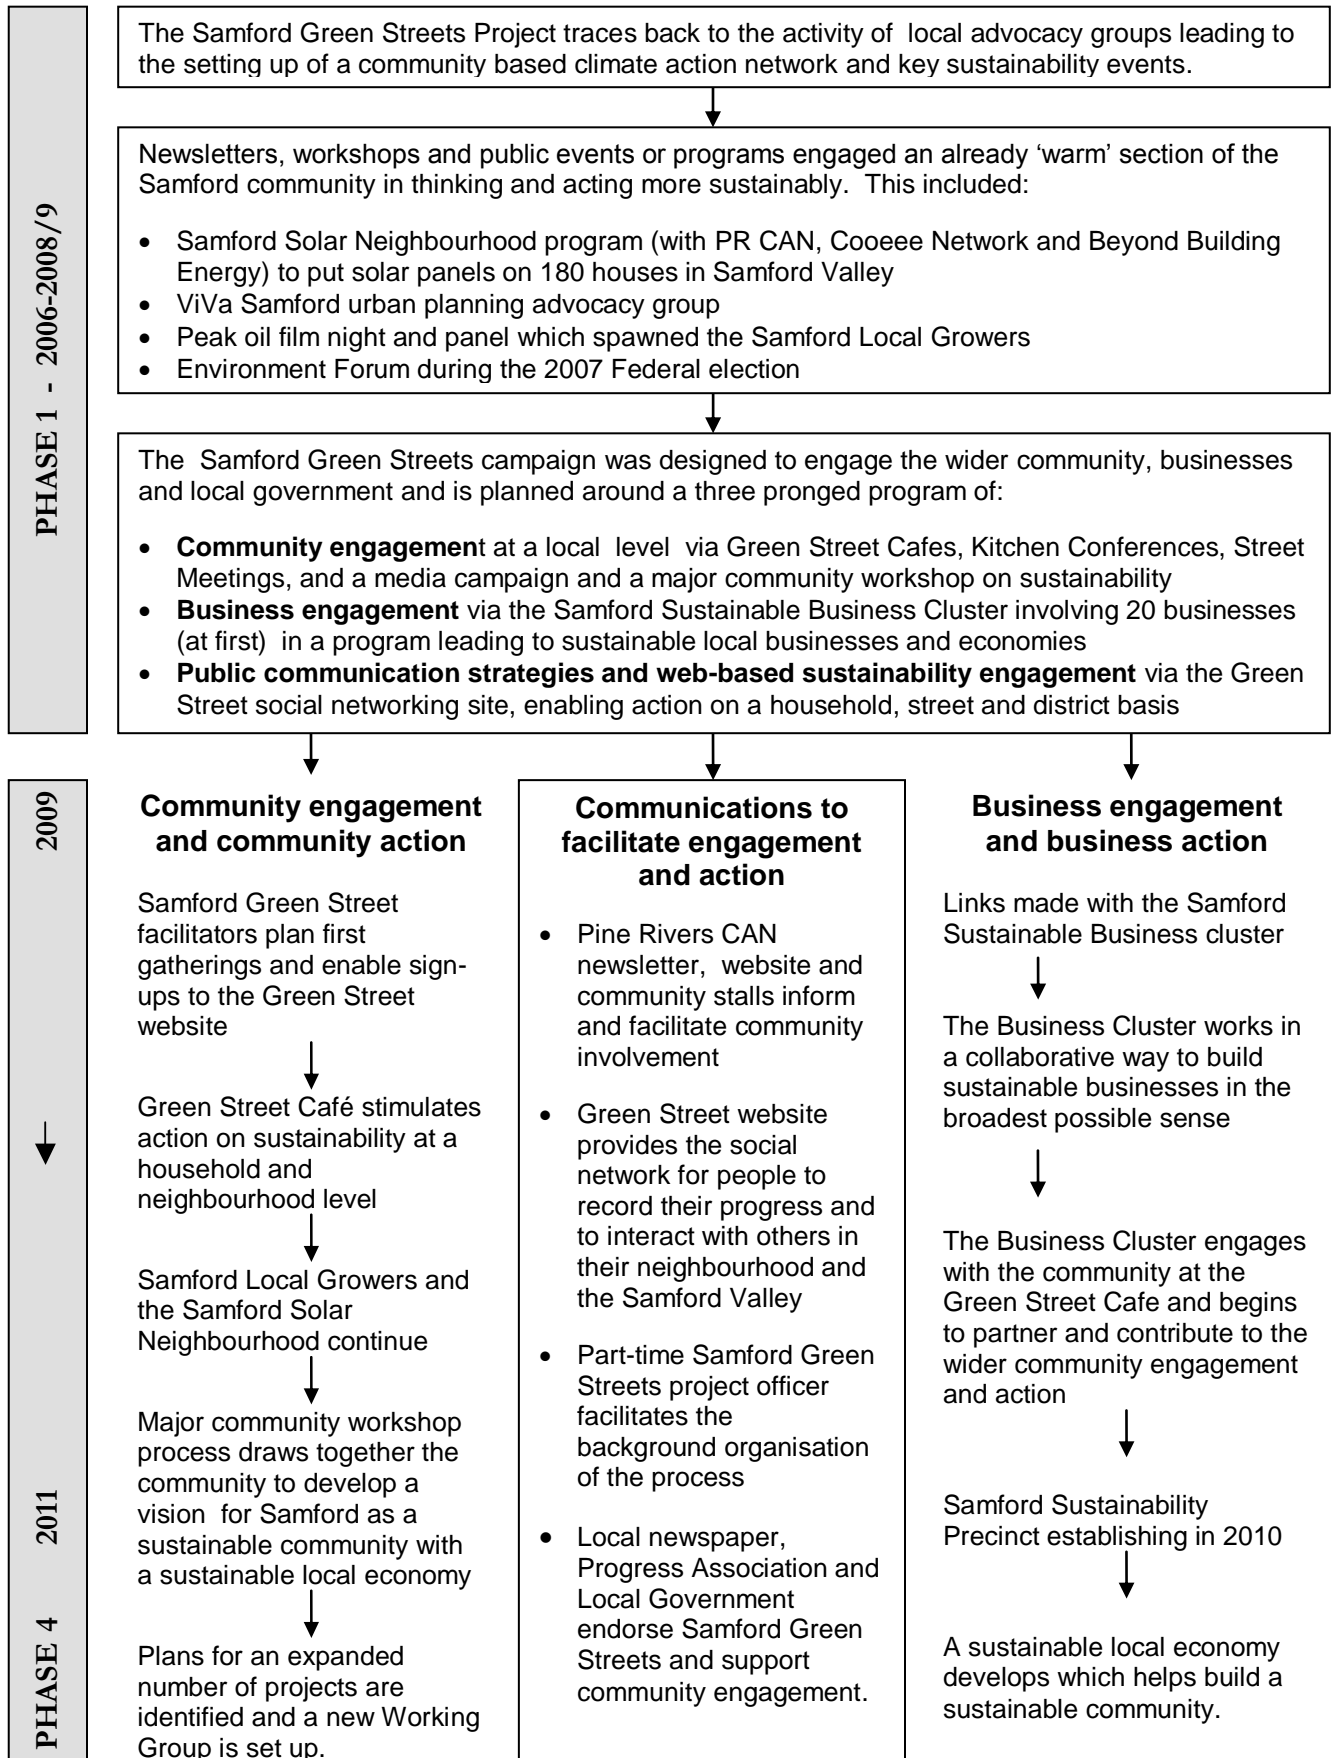 The Samford Green Streets Project traces back to the activity of local advocacy groups leading to
the setting up of a community based climate action network and key sustainability events.
PHASE 1 - 2006-2008/9
Newsletters, workshops and public events or programs engaged an already ‘warm’ section of the
Samford community in thinking and acting more sustainably. This included:
• Samford Solar Neighbourhood program (with PR CAN, Cooeee Network and Beyond Building
Energy) to put solar panels on 180 houses in Samford Valley
• ViVa Samford urban planning advocacy group
• Peak oil film night and panel which spawned the Samford Local Growers
• Environment Forum during the 2007 Federal election
The Samford Green Streets campaign was designed to engage the wider community, businesses
and local government and is planned around a three pronged program of:
• Community engagement at a local level via Green Street Cafes, Kitchen Conferences, Street
Meetings, and a media campaign and a major community workshop on sustainability
• Business engagement via the Samford Sustainable Business Cluster involving 20 businesses
(at first) in a program leading to sustainable local businesses and economies
• Public communication strategies and web-based sustainability engagement via the Green
Street social networking site, enabling action on a household, street and district basis
PHASE 4 2011
2009
Community engagement
and community action
Samford Green Street
facilitators plan first
gatherings and enable sign-
ups to the Green Street
website
Green Street Café stimulates
action on sustainability at a
household and
neighbourhood level
Samford Local Growers and
the Samford Solar
Neighbourhood continue
Major community workshop
process draws together the
community to develop a
vision for Samford as a
sustainable community with
a sustainable local economy
Plans for an expanded
number of projects are
identified and a new Working
Group is set up.
Communications to
facilitate engagement
and action
• Pine Rivers CAN
newsletter, website and
community stalls inform
and facilitate community
involvement
• Green Street website
provides the social
network for people to
record their progress and
to interact with others in
their neighbourhood and
the Samford Valley
• Part-time Samford Green
Streets project officer
facilitates the
background organisation
of the process
• Local newspaper,
Progress Association and
Local Government
endorse Samford Green
Streets and support
community engagement.
Business engagement
and business action
Links made with the Samford
Sustainable Business cluster
The Business Cluster works in
a collaborative way to build
sustainable businesses in the
broadest possible sense
The Business Cluster engages
with the community at the
Green Street Cafe and begins
to partner and contribute to the
wider community engagement
and action
Samford Sustainability
Precinct establishing in 2010
A sustainable local economy
develops which helps build a
sustainable community.